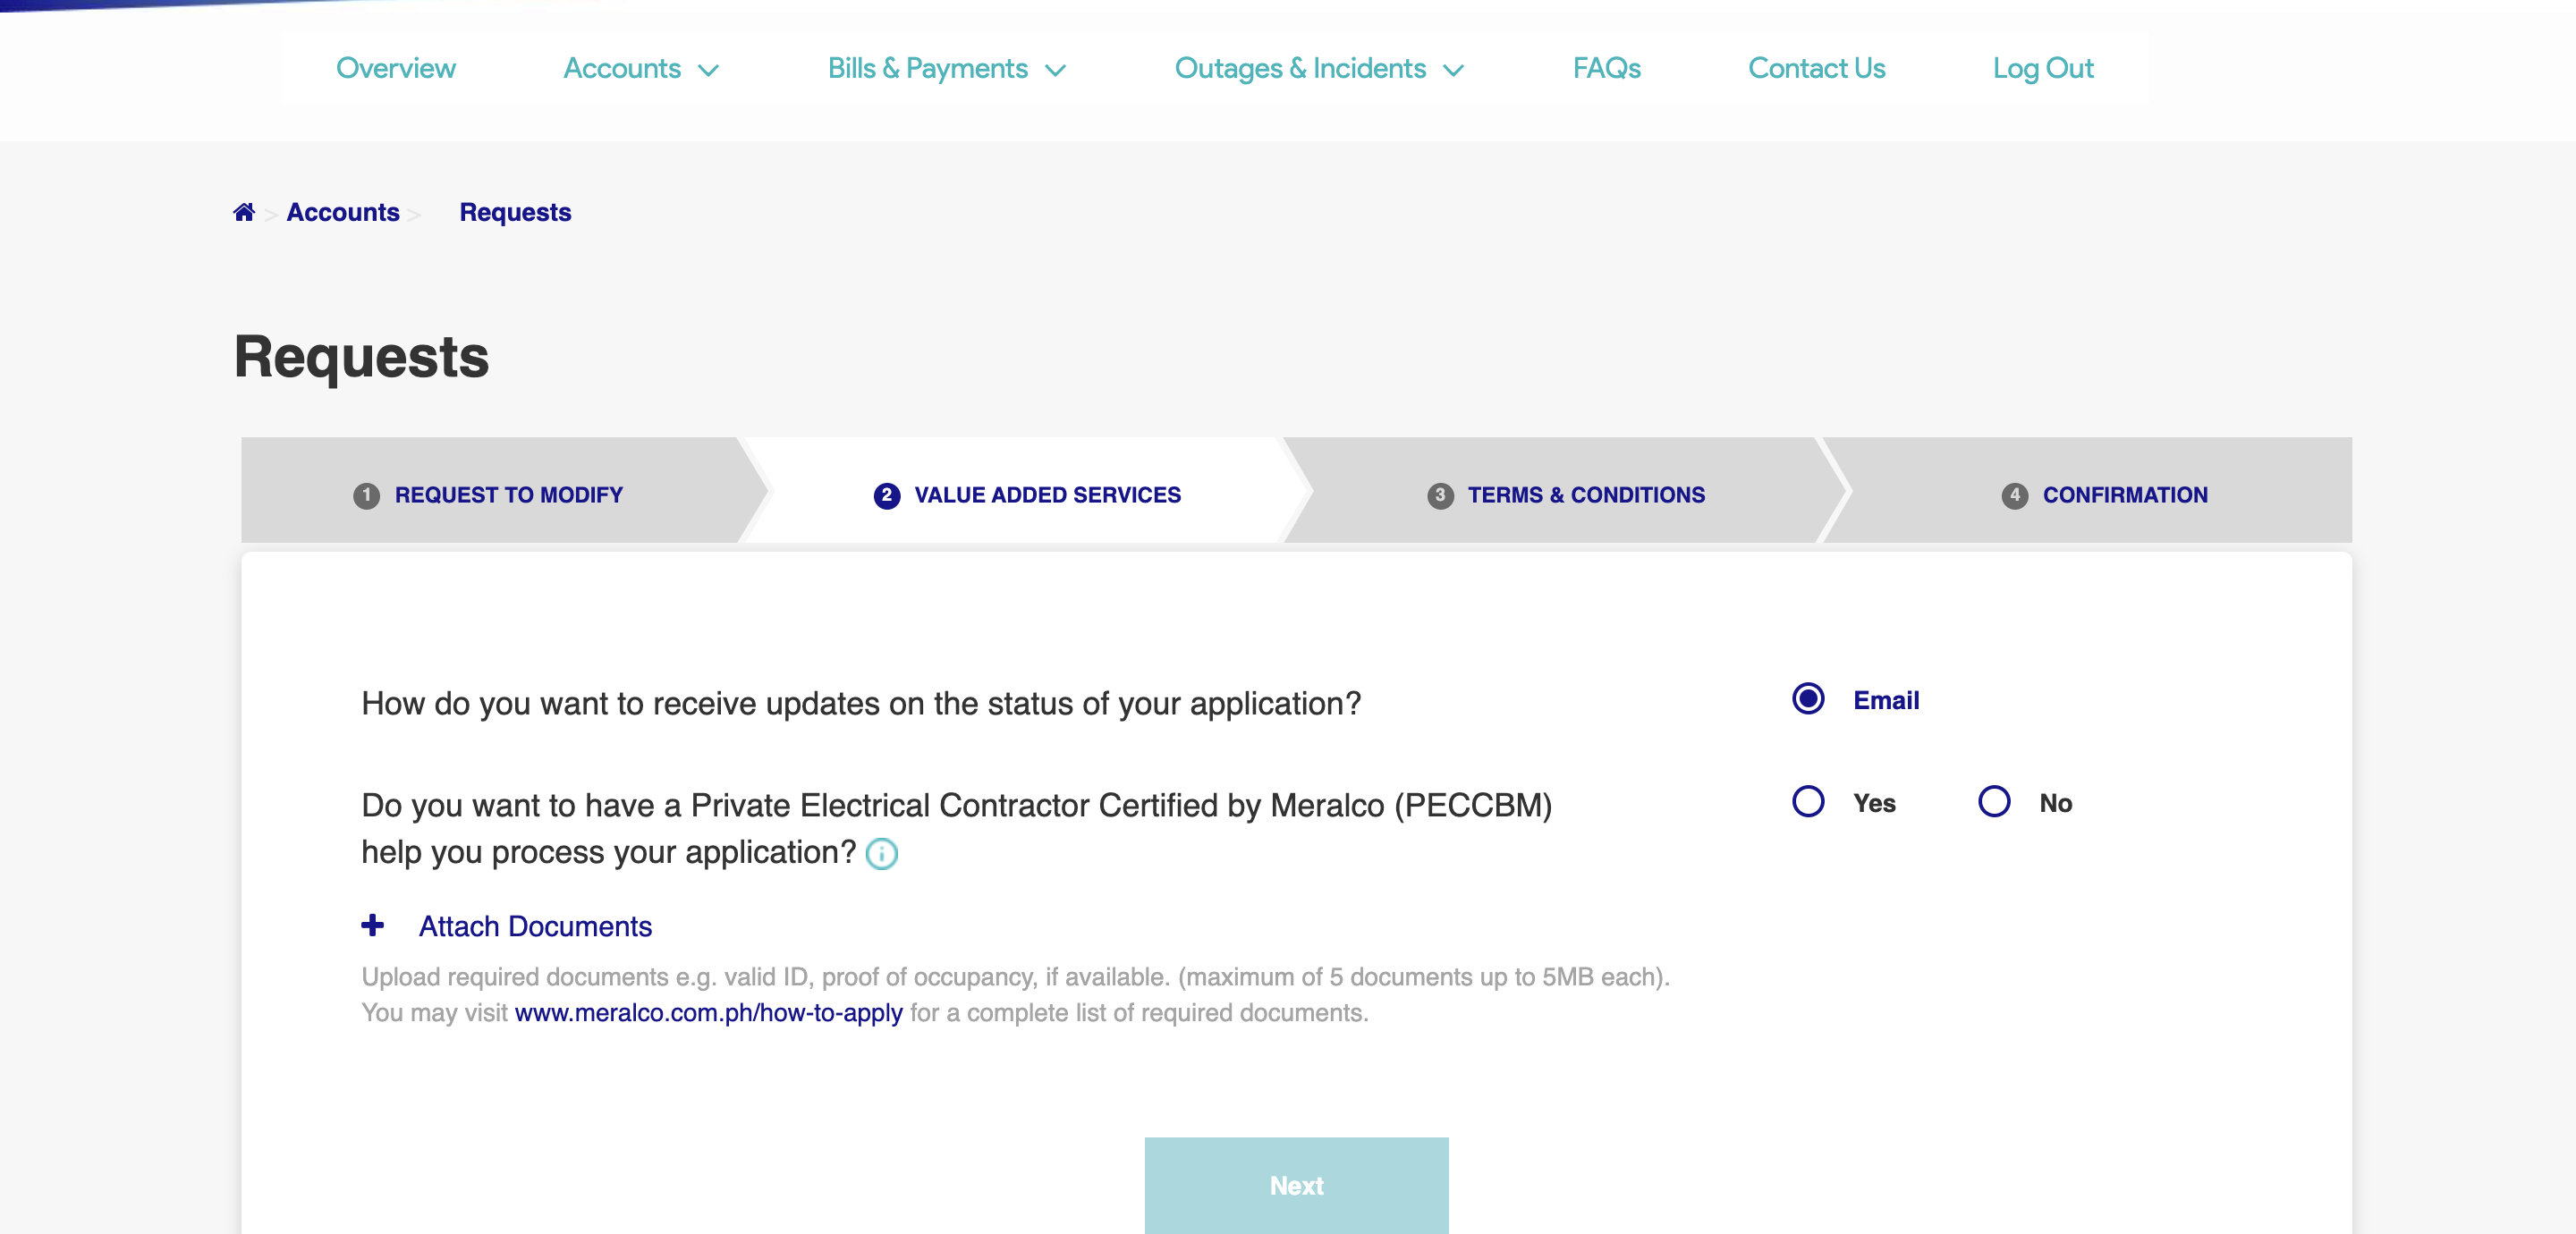 Overview Accounts Bills & Payments Outages & Incidents FAQs Contact Us Log Out
> Accounts > Requests
Requests
1 REQUEST TO MODIFY 2 VALUE ADDED SERVICES 3 TERMS & CONDITIONS 4 CONFIRMATION
How do you want to receive updates on the status of your application? Email
Do you want to have a Private Electrical Contractor Certified by Meralco (PECCBM) Yes No
help you process your application? i
+ Attach Documents
Upload required documents e.g. valid ID, proof of occupancy, if available. (maximum of 5 documents up to 5MB each).
You may visit www.meralco.com.ph/how-to-apply for a complete list of required documents.
Next